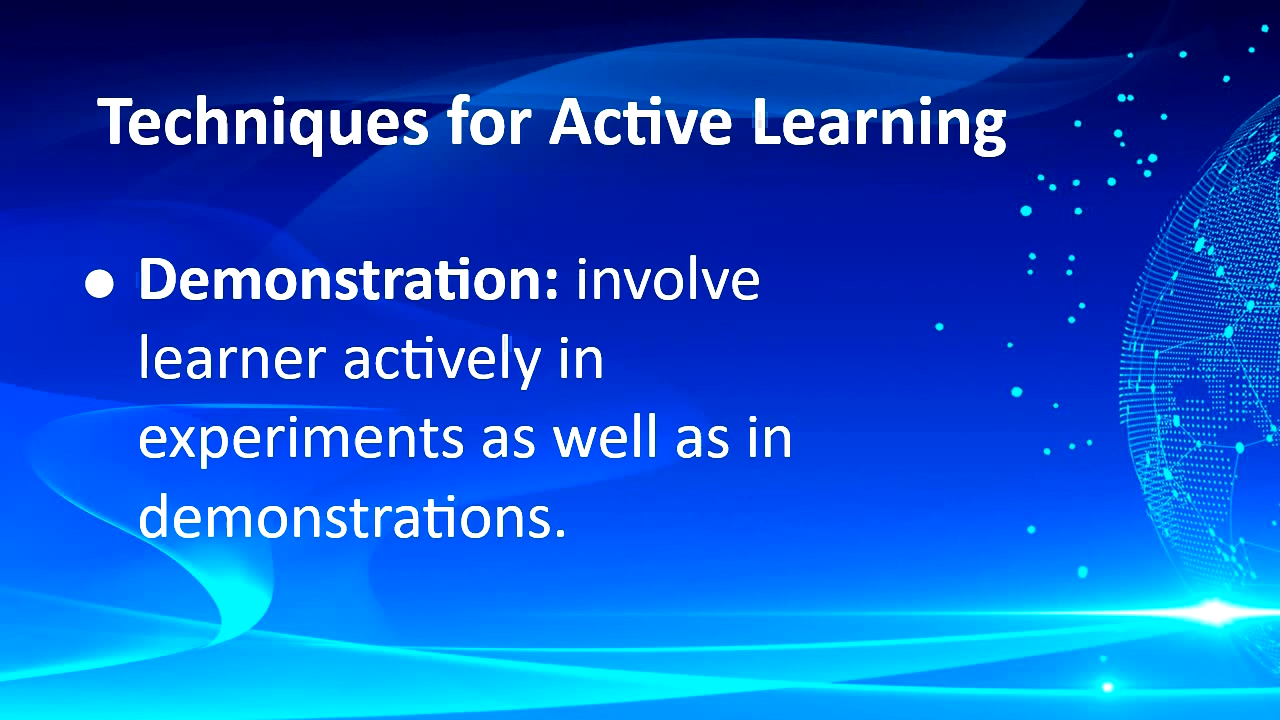 Techniques for Active Learning
● Demonstration: involve
learner actively in
experiments as well as in
demonstrations.